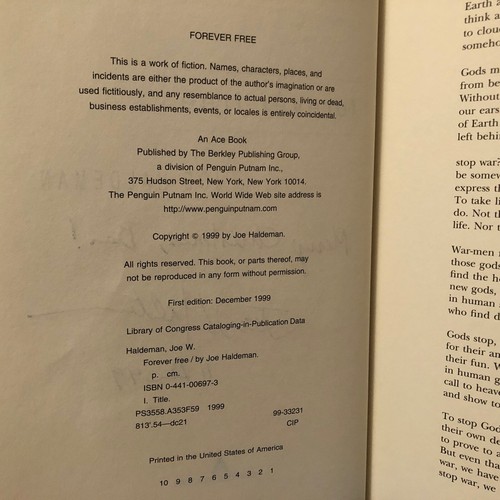 FOREVER FREE
This is a work of fiction. Names, characters, places, and
incidents are either the product of the author's imagination or are
used fictitiously, and any resemblance to actual persons, living or dead,
business establishments, events, or locales is entirely coincidental.
An Ace Book
Published by The Berkley Publishing Group,
a division of Penguin Putnam Inc.,
375 Hudson Street, New York, New York 10014.
The Penguin Putnam Inc. World Wide Web site address is
http://www.penguinputnam.com
Copyright © 1999 by Joe Haldeman.
All rights reserved. This book, or parts thereof, may
not be reproduced in any form without permission.
First edition: December 1999
Library of Congress Cataloging-in-Publication Data
Haldeman, Joe W.
Forever free / by Joe Haldeman.
p. cm.
ISBN 0-441-00697-3
I. Title.
PS3558.A353F59 1999 99-33231
813'.54—dc21 CIP
Printed in the United States of America
10 9 8 7 6 5 4 3 2 1
Earth
think a
to clou
someho
Gods m
from be
Without
our ears
of Earth
left behi
stop war?
be somew
express th
To take li
do. Not th
life. Nor t
War-men
those gods
find the h
new gods,
in human
who find d
Gods stop,
for their an
their fun. W
in human g
call to heav
and show to
To stop God
their own de
to prove to a
But even tha
war, we have
stop war, we